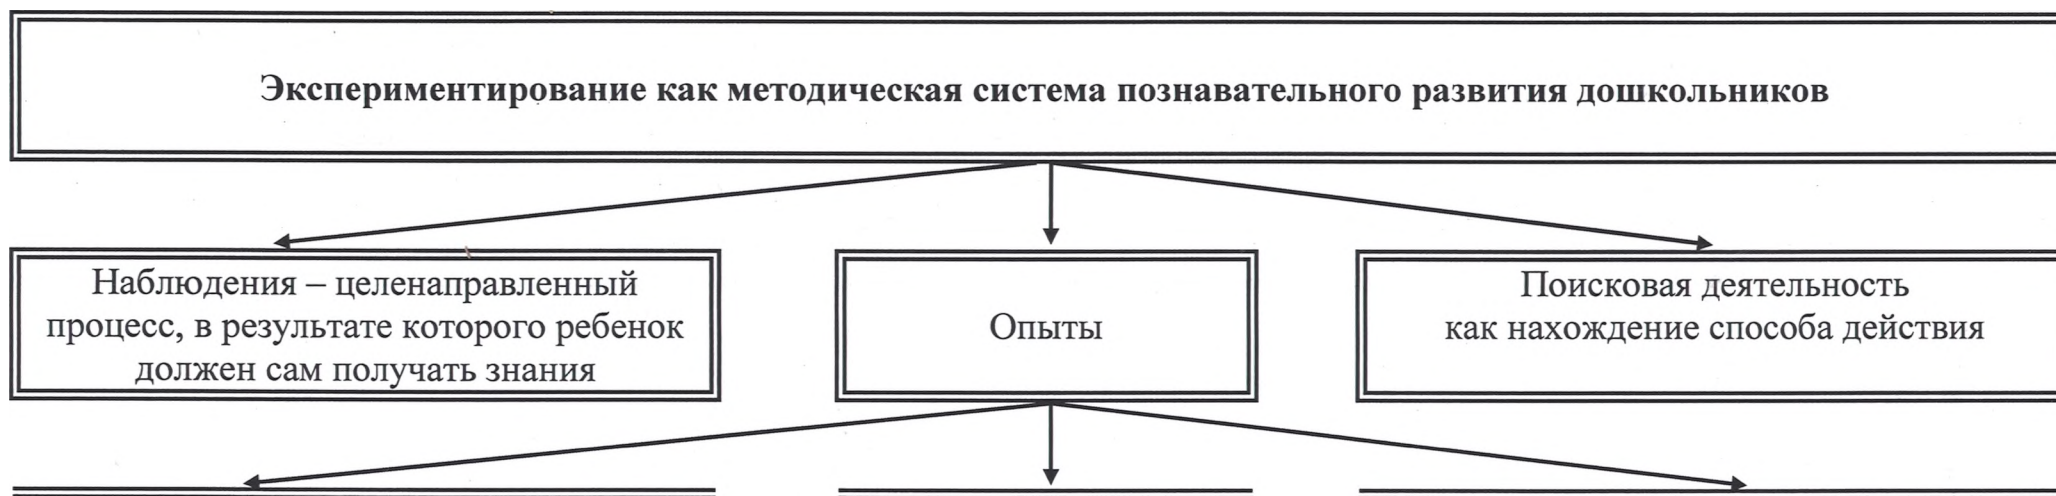 Экспериментирование как методическая система познавательного развития дошкольников
Наблюдения – целенаправленный
процесс, в результате которого ребенок
должен сам получать знания
Опыты
Поисковая деятельность
как нахождение способа действия